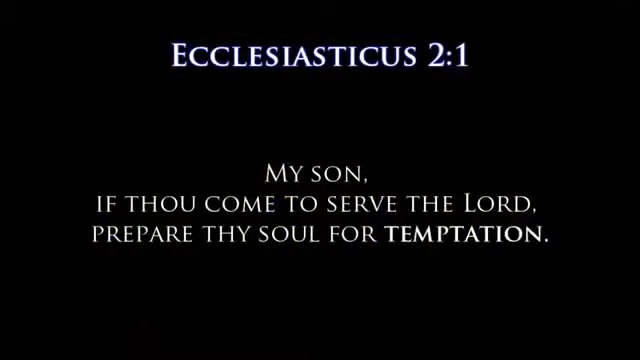 Ecclesiasticus 2:1
My son,
if thou come to serve the Lord,
prepare thy soul for temptation.